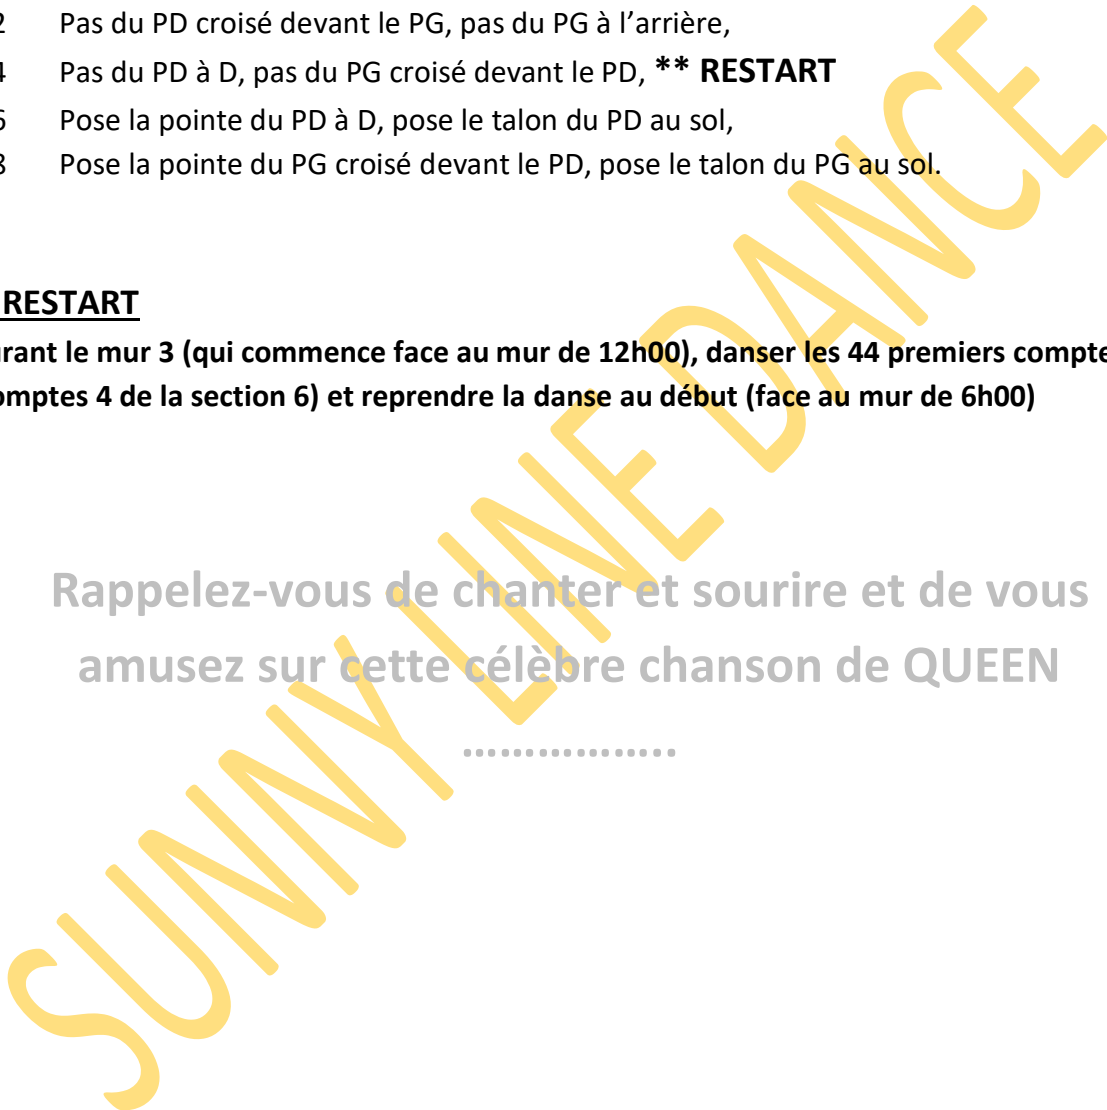 2 Pas du PD croisé devant le PG, pas du PG à l’arrière,
4 Pas du PD à D, pas du PG croisé devant le PD, ** RESTART
6 Pose la pointe du PD à D, pose le talon du PD au sol,
8 Pose la pointe du PG croisé devant le PD, pose le talon du PG au sol.
RESTART
urant le mur 3 (qui commence face au mur de 12h00), danser les 44 premiers compte
omptes 4 de la section 6) et reprendre la danse au début (face au mur de 6h00)
Rappelez-vous de chanter et sourire et de vous
amusez sur cette célèbre chanson de QUEEN
……………..
SUNNY LINE DANCE